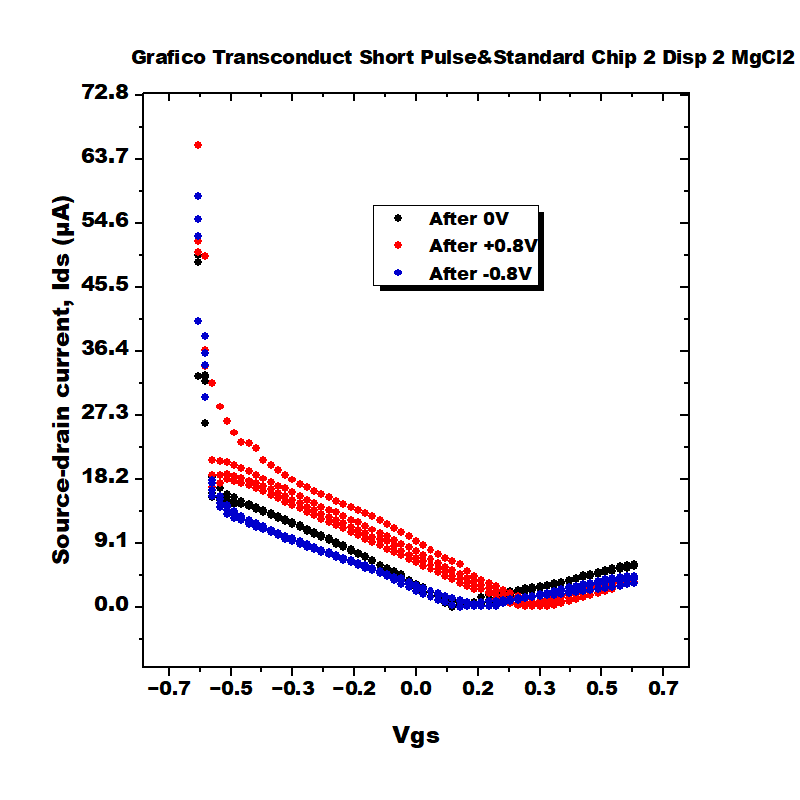 Grafico Transconduct Short Pulse&Standard Chip 2 Disp 2 MgCl2
72.8
63.7
54.6
45.5
36.4
27.3
18.2
9.1
0.0
Source-drain current, Ids (µA)
After 0V
After +0.8V
After -0.8V
−0.7 −0.5 −0.3 −0.2 0.0 0.2 0.3 0.5 0.7
Vgs